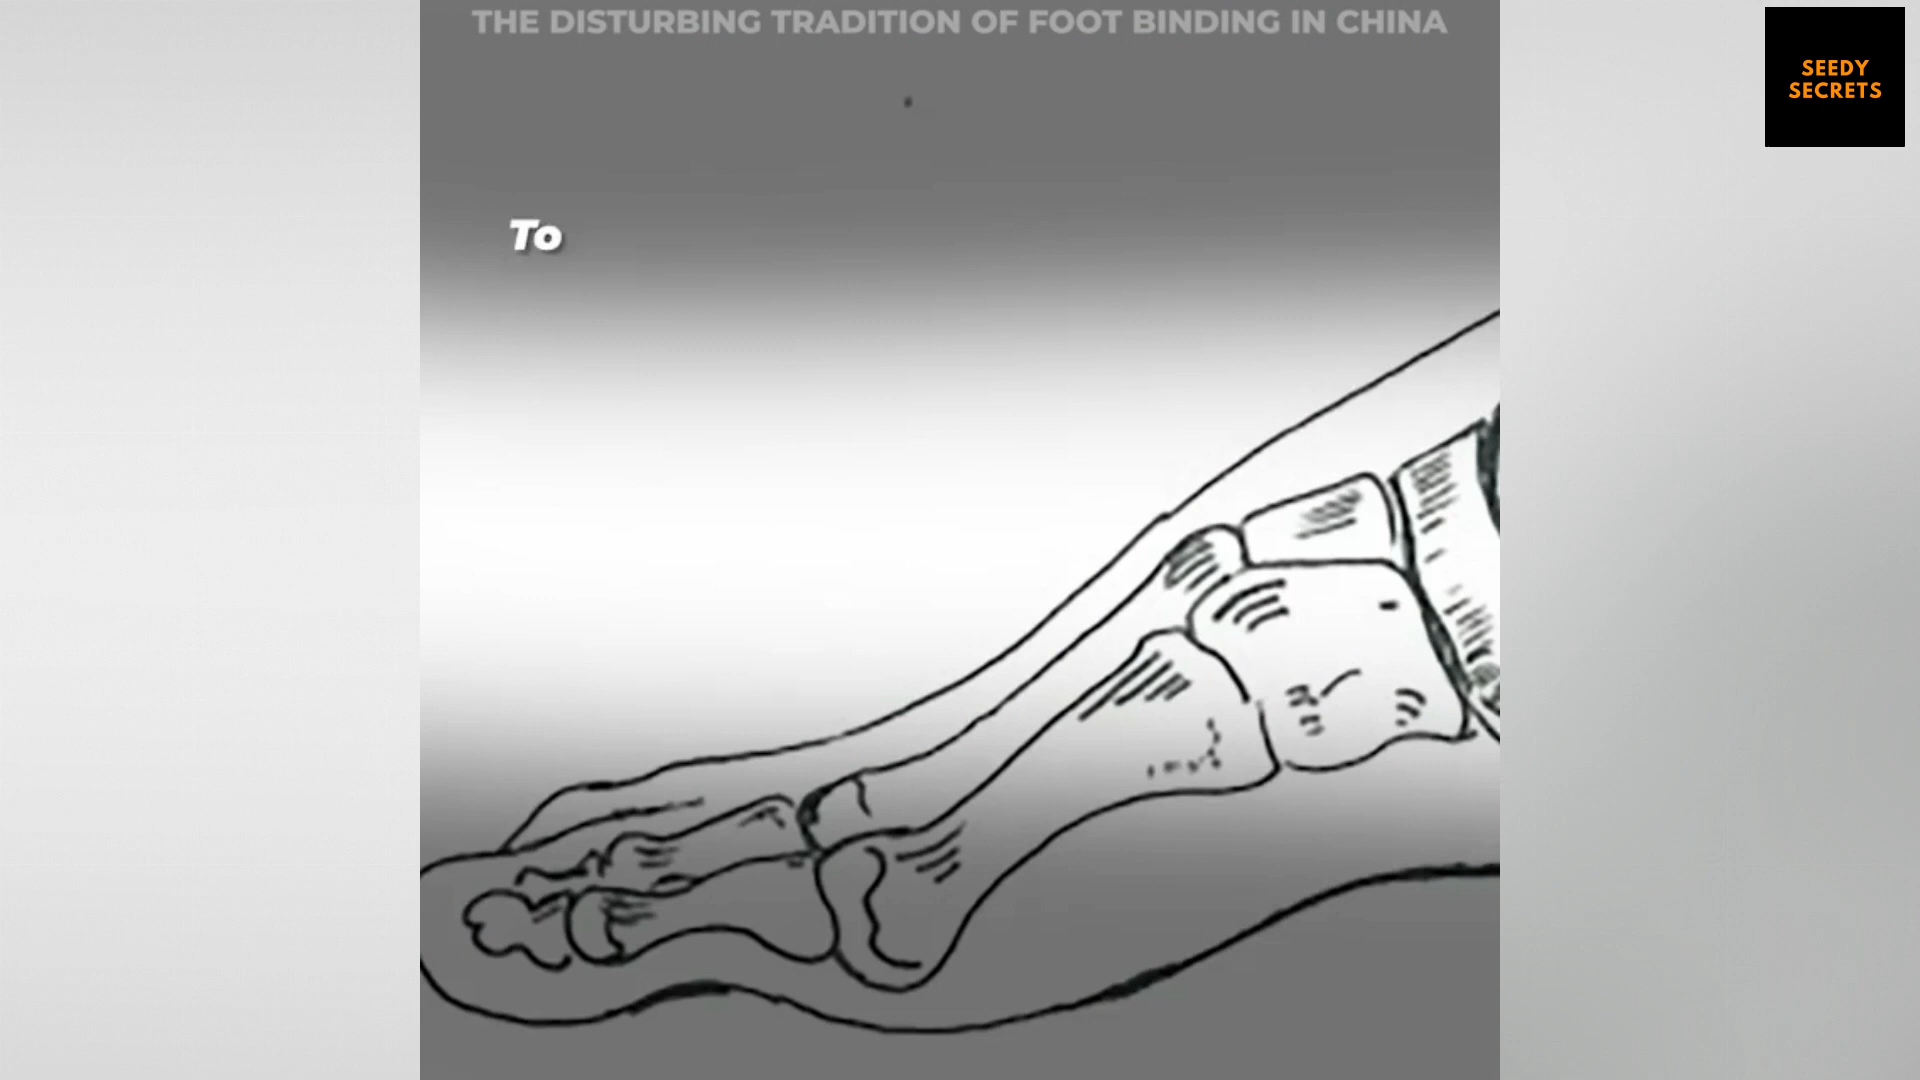 THE DISTURBING TRADITION OF FOOT BINDING IN CHINA
SEEDY
SECRETS
To